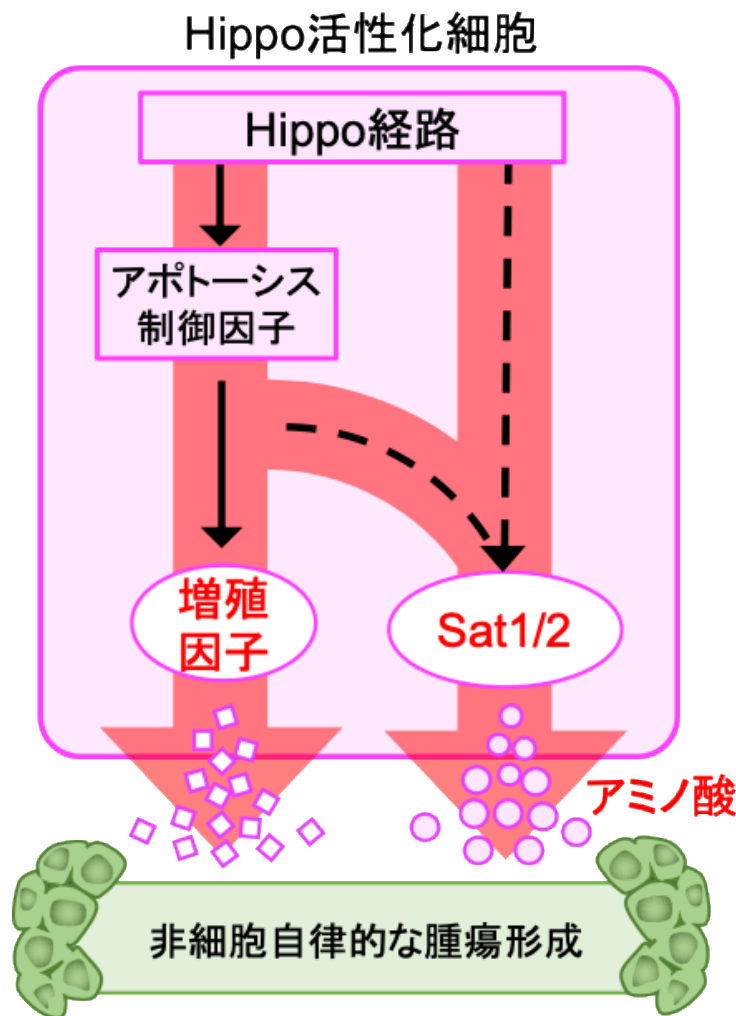 Hippo活性化細胞
Hippo経路
アポトーシス
制御因子
増殖
因子
Sat1/2
アミノ酸
非細胞自律的な腫瘍形成